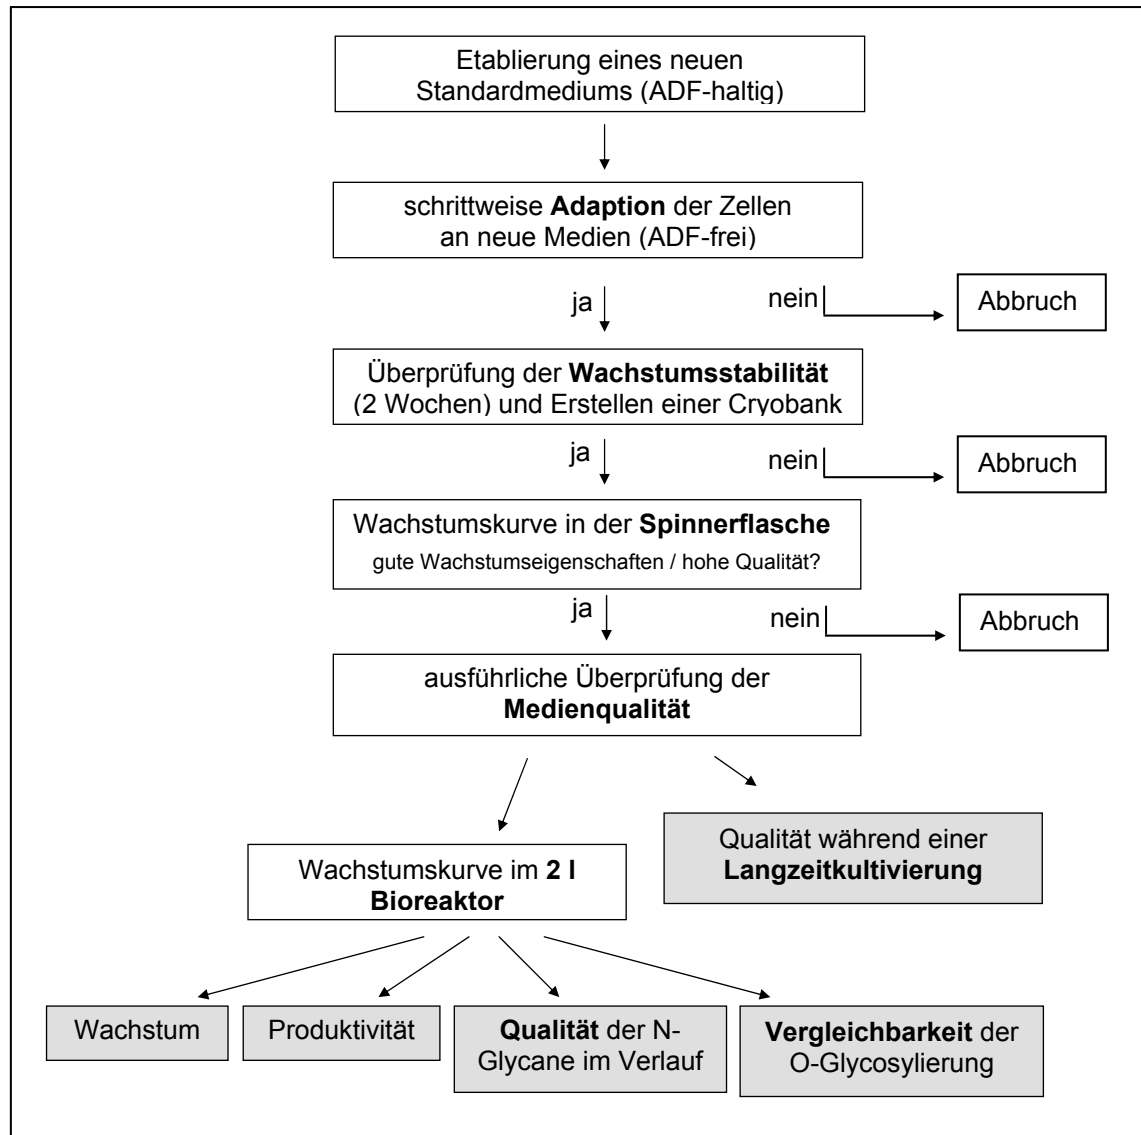 Etablierung eines neuen
Standardmediums (ADF-haltig)
schrittweise Adaption der Zellen
an neue Medien (ADF-frei)
ja
nein
Abbruch
Überprüfung der Wachstumsstabilität
(2 Wochen) und Erstellen einer Cryobank
ja
nein
Abbruch
Wachstumskurve in der Spinnerflasche
gute Wachstumseigenschaften / hohe Qualität?
ja
nein
Abbruch
ausführliche Überprüfung der
Medienqualität
Qualität während einer
Langzeitkultivierung
Wachstumskurve im 2 l
Bioreaktor
Wachstum
Produktivität
Qualität der N-
Glycane im Verlauf
Vergleichbarkeit der
O-Glycosylierung